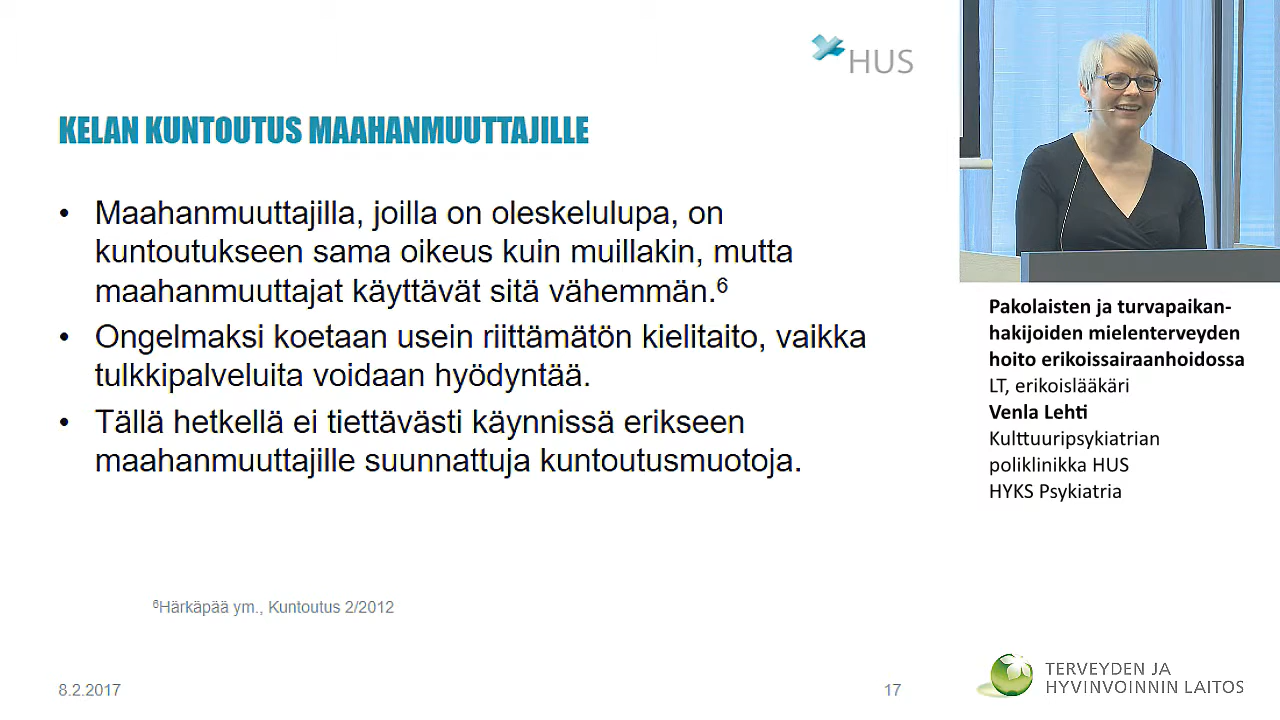 HUS
KELAN KUNTOUTUS MAAHANMUUTTAJILLE
• Maahanmuuttajilla, joilla on oleskelulupa, on
kuntoutukseen sama oikeus kuin muillakin, mutta
maahanmuuttajat käyttävät sitä vähemmän.⁶
• Ongelmaksi koetaan usein riittämätön kielitaito, vaikka
tulkkipalveluita voidaan hyödyntää.
• Tällä hetkellä ei tiettävästi käynnissä erikseen
maahanmuuttajille suunnattuja kuntoutusmuotoja.
⁶Härkäpää ym., Kuntoutus 2/2012
8.2.2017
17
Pakolaisten ja turvapaikan-
hakijoiden mielenterveyden
hoito erikoissairaanhoidossa
LT, erikoislääkäri
Venla Lehti
Kulttuuripsykiatrian
poliklinikka HUS
HYKS Psykiatria
TERVEYDEN JA
HYVINVOINNIN LAITOS